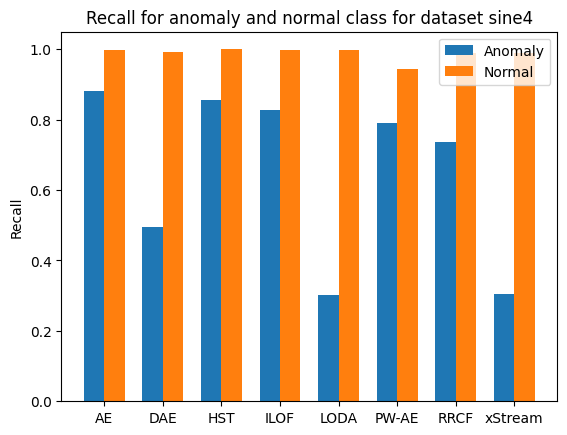 Recall for anomaly and normal class for dataset sine4
Anomaly
Normal
Recall
1.0
0.8
0.6
0.4
0.2
0.0
AE DAE HST ILOF LODA PW-AE RRCF xStream